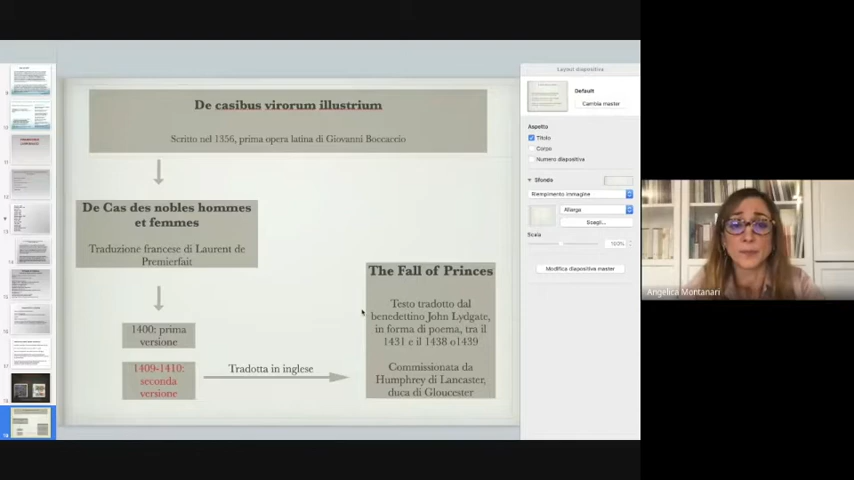 De casibus virorum illustrium
Scritto nel 1356, prima opera latina di Giovanni Boccaccio
De Cas des nobles hommes
et femmes
Traduzione francese di Laurent de
Premierfait
1400: prima
versione
1409-1410:
seconda
versione
Tradotta in inglese
The Fall of Princes
Testo tradotto dal
benedettino John Lydgate,
in forma di poema, tra il
1431 e il 1438 o1439
Commissionata da
Humphrey di Lancaster,
duca di Gloucester
Layout diapositiva
Default
Cambia master
Aspetto
Titolo
Corpo
Numero diapositiva
Sfondo
Riempimento immagine
Allarga
Scegli...
Scala
100%
Modifica diapositiva master
Angelica Montanari